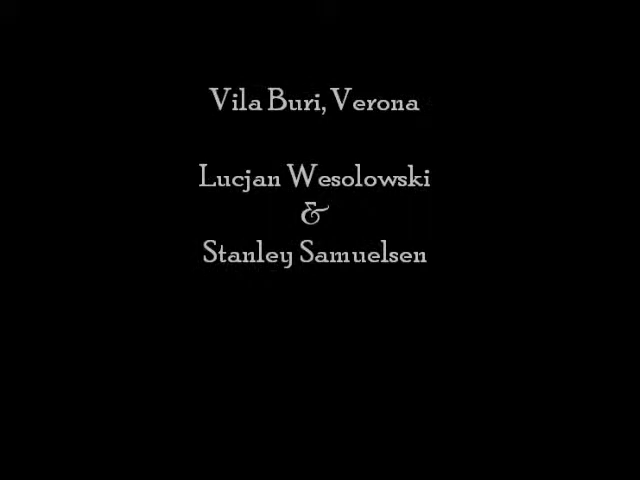 Vila Buri, Verona
Lucjan Wesolowski
&
Stanley Samuelsen